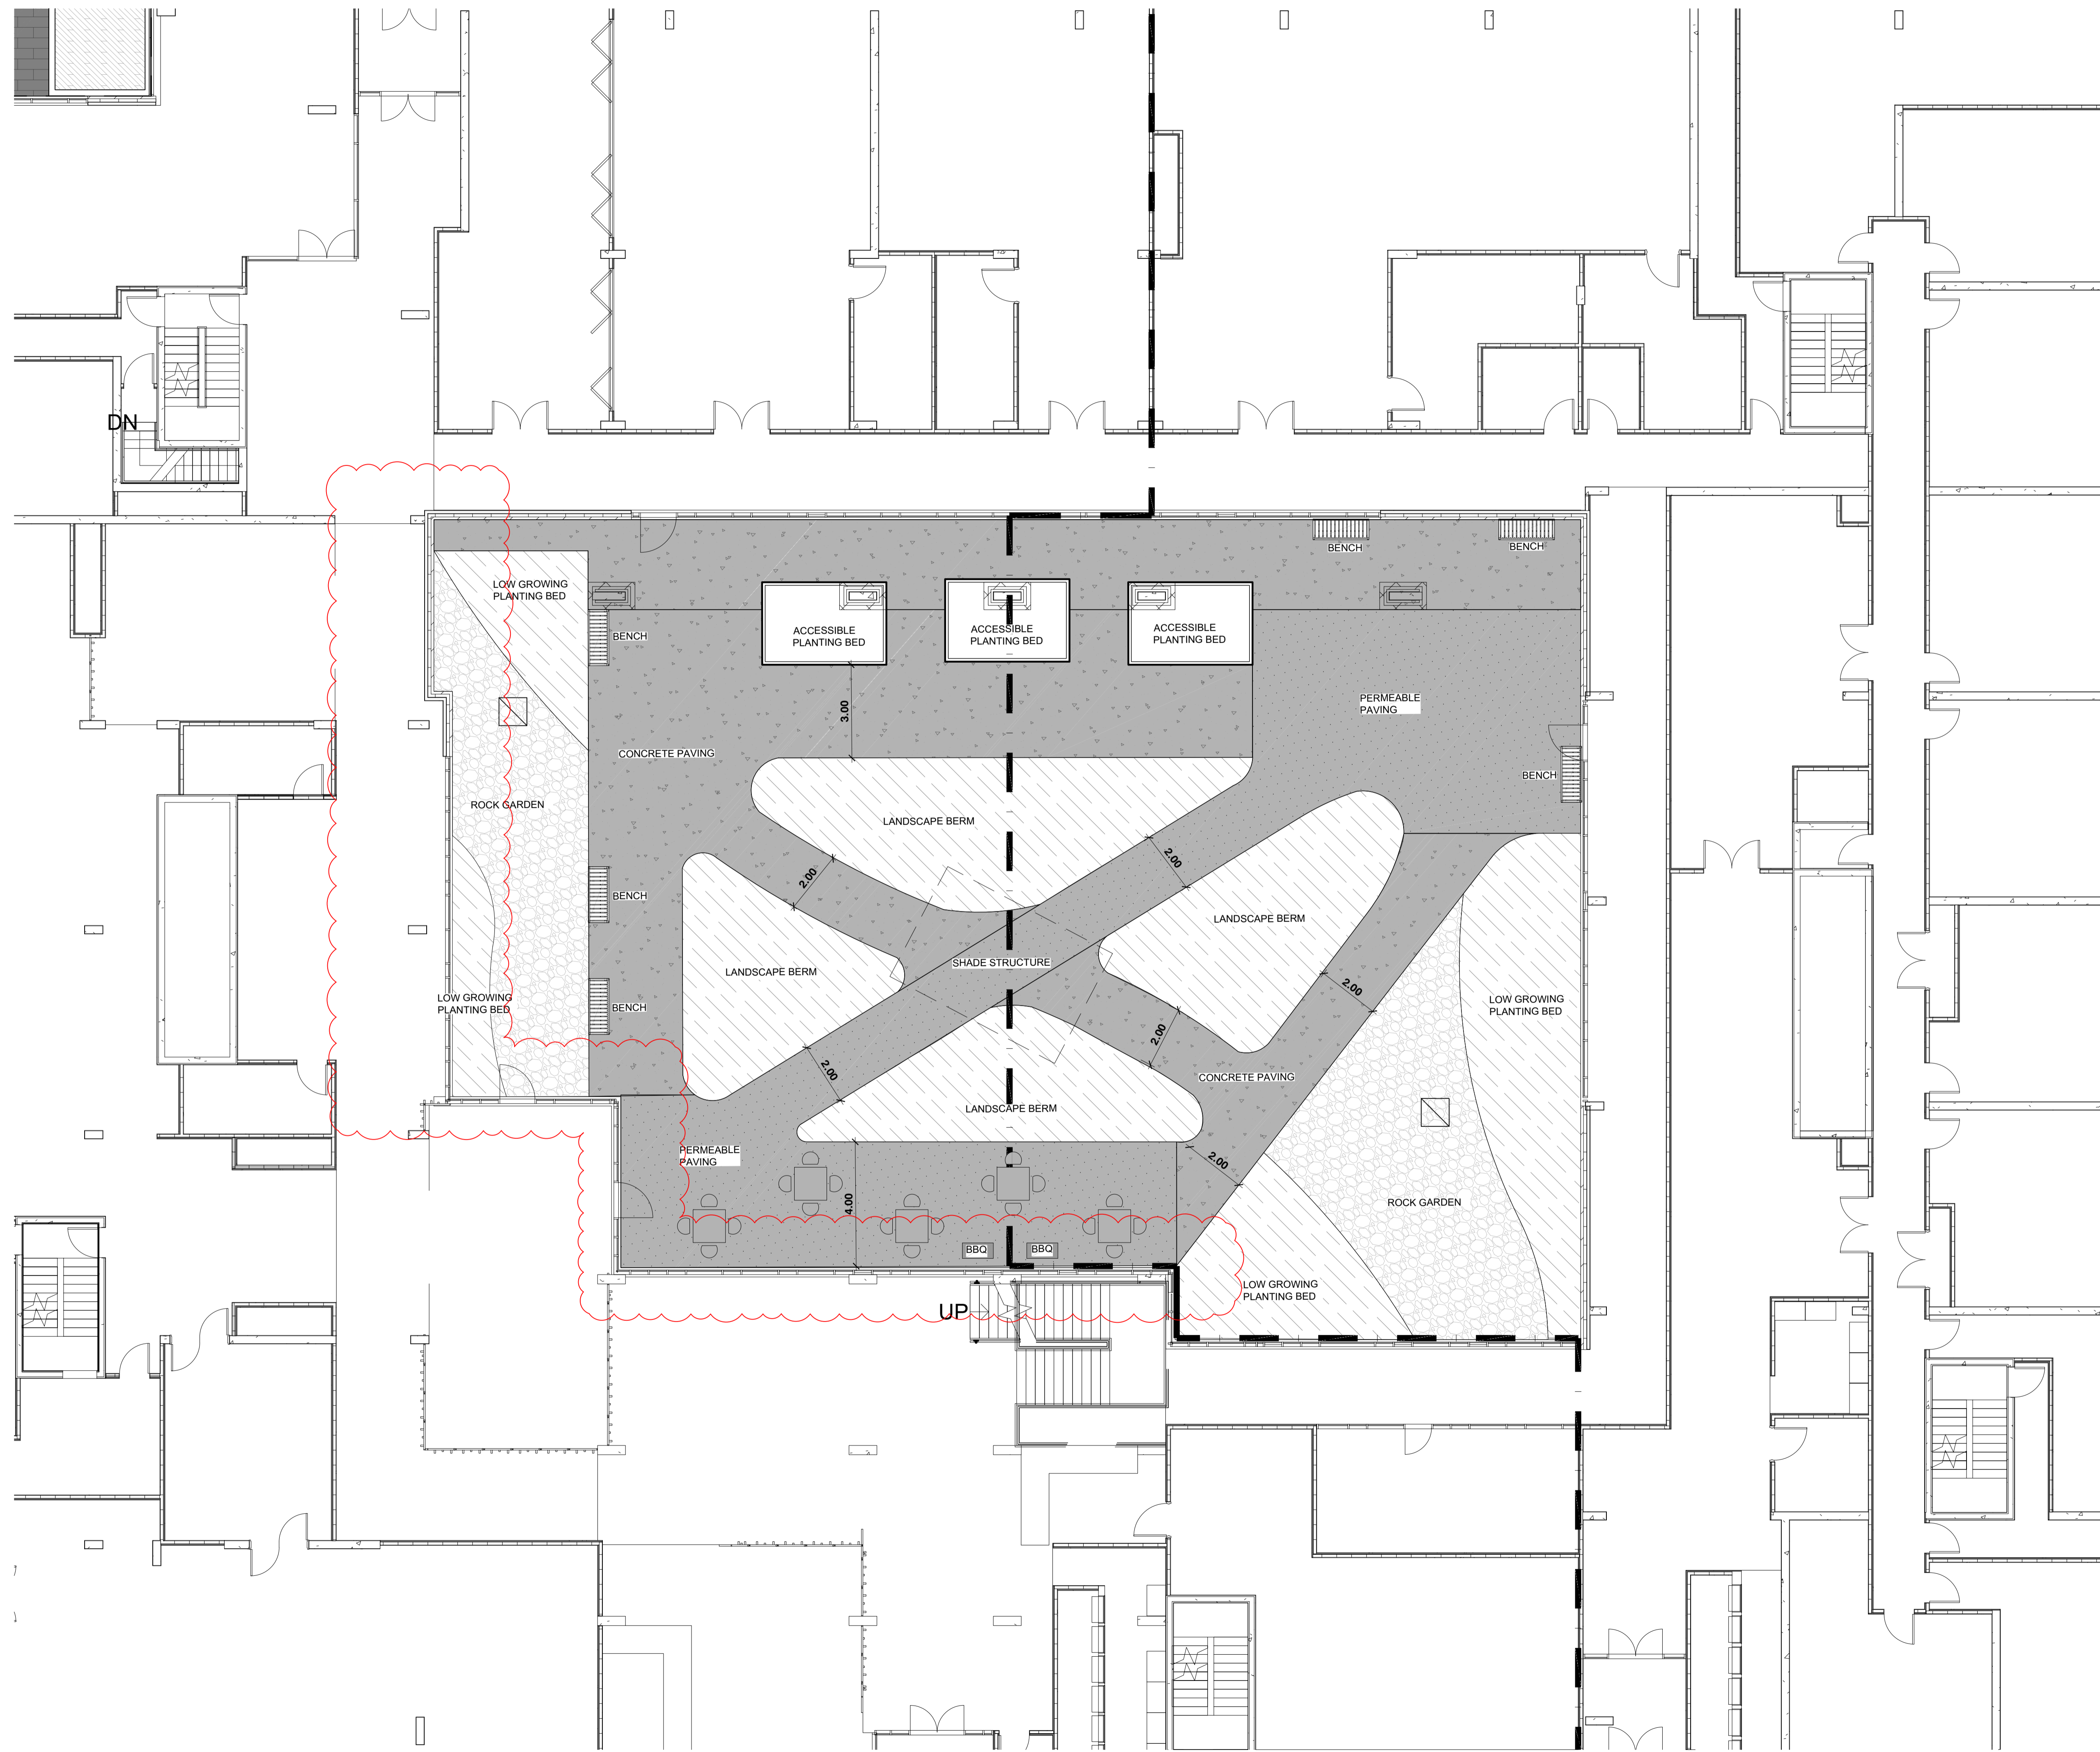 DN
BENCH
BENCH
LOW GROWING
PLANTING BED
ACCESSIBLE
PLANTING BED
ACCESSIBLE
PLANTING BED
ACCESSIBLE
PLANTING BED
BENCH
PERMEABLE
PAVING
3.00
CONCRETE PAVING
BENCH
ROCK GARDEN
LANDSCAPE BERM
2.00
2.00
BENCH
LANDSCAPE BERM
SHADE STRUCTURE
LANDSCAPE BERM
2.00
LOW GROWING
PLANTING BED
LOW GROWING
PLANTING BED
BENCH
2.00
2.00
CONCRETE PAVING
LANDSCAPE BERM
PERMEABLE
PAVING
2.00
4.00
ROCK GARDEN
BBQ
BBQ
LOW GROWING
PLANTING BED
UP